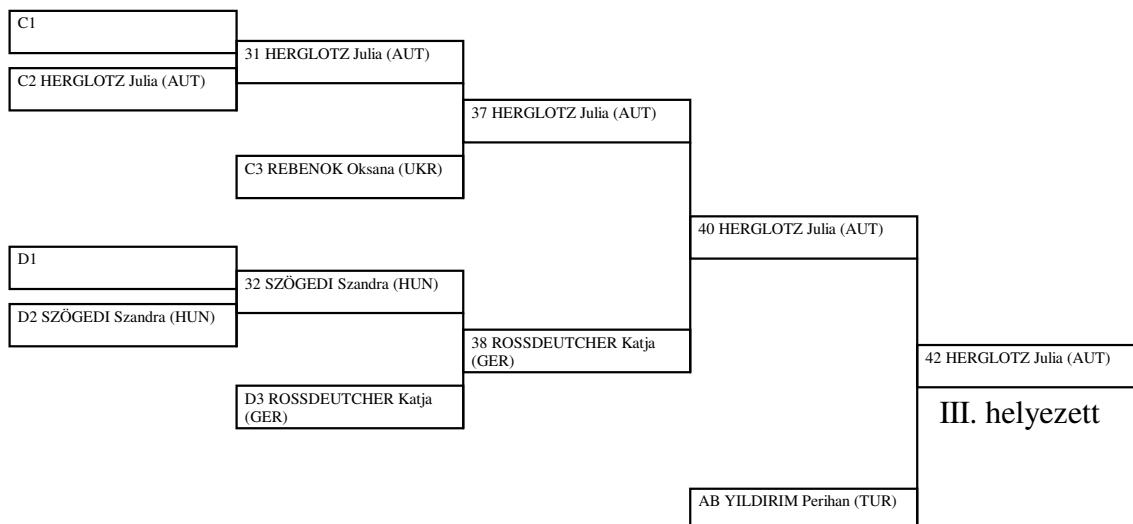 C1
31 HERGLOTZ Julia (AUT)
C2 HERGLOTZ Julia (AUT)
37 HERGLOTZ Julia (AUT)
C3 REBENOK Oksana (UKR)
40 HERGLOTZ Julia (AUT)
D1
32 SZÖGEDI Szandra (HUN)
D2 SZÖGEDI Szandra (HUN)
38 ROSSDEUTCHER Katja
(GER)
42 HERGLOTZ Julia (AUT)
D3 ROSSDEUTCHER Katja
(GER)
III. helyezett
AB YILDIRIM Perihan (TUR)